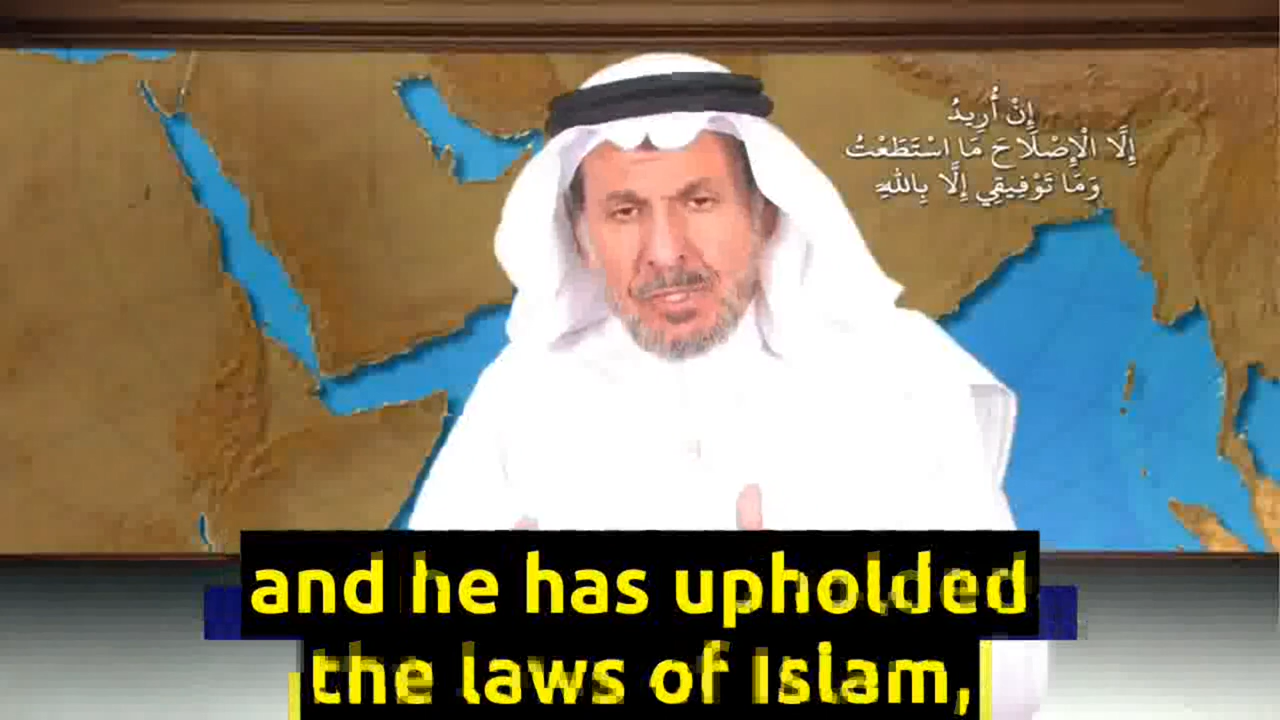 إِنْ أُرِيدُ
إِلَّا الْإِصْلَاحَ مَا اسْتَطَعْتُ
وَمَا تَوْفِيقِي إِلَّا بِاللَّهِ
and he has upholded
the laws of Islam,